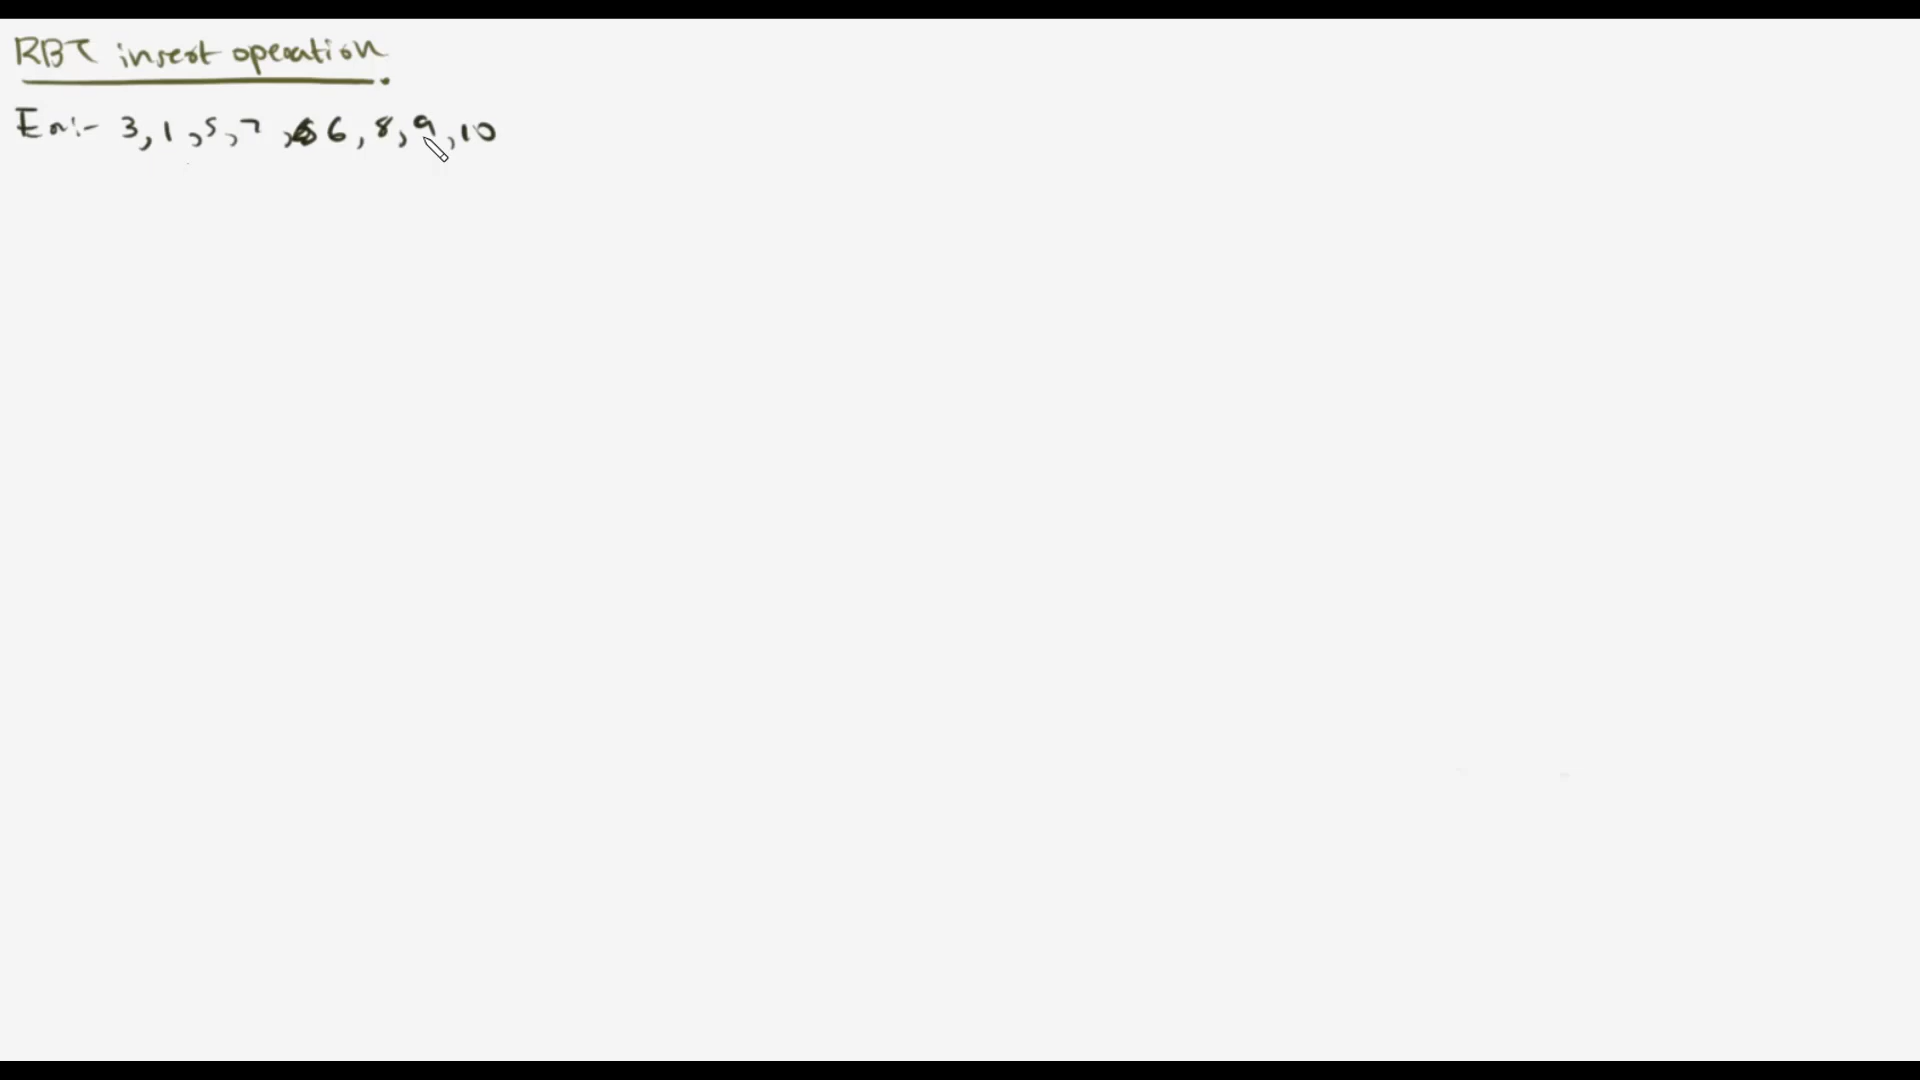 RBT insert operation.
Ex:- 3, 1, 5, 7, 6, 8, 9, 10